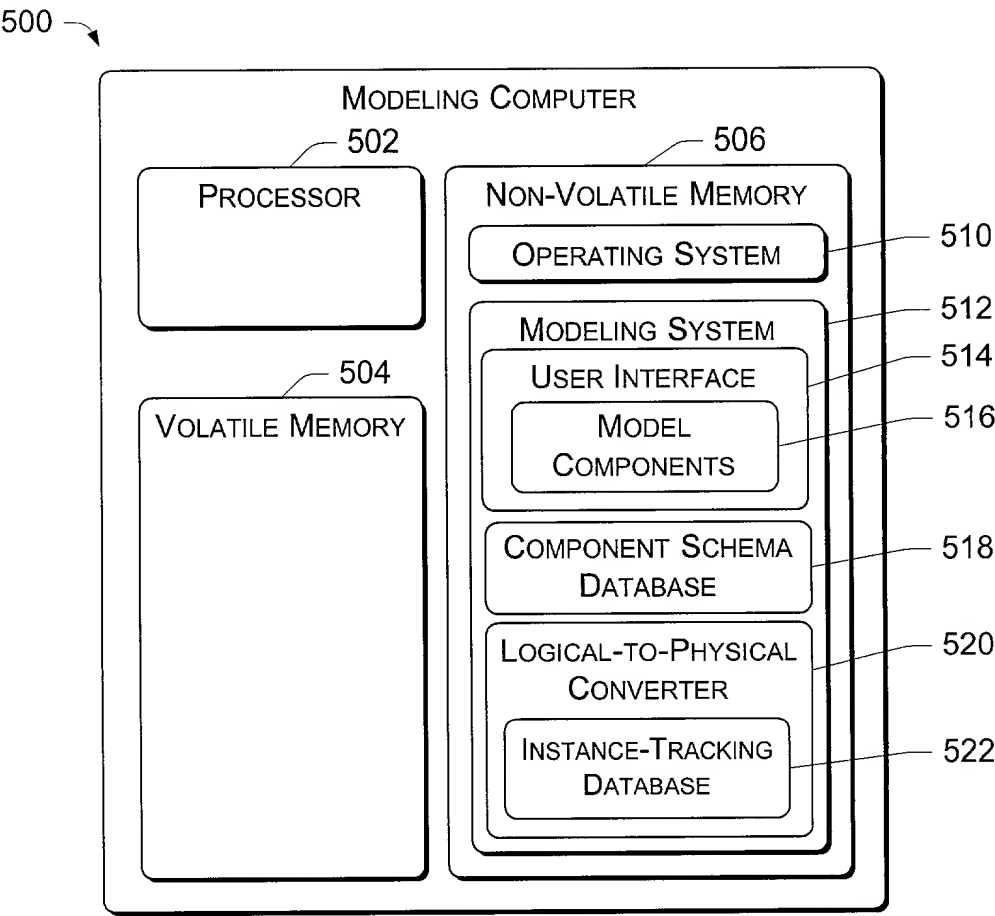 500
MODELING COMPUTER
502
506
PROCESSOR
NON-VOLATILE MEMORY
510
OPERATING SYSTEM
512
MODELING SYSTEM
514
USER INTERFACE
504
516
VOLATILE MEMORY
MODEL
COMPONENTS
518
COMPONENT SCHEMA
DATABASE
520
LOGICAL-TO-PHYSICAL
CONVERTER
522
INSTANCE-TRACKING
DATABASE